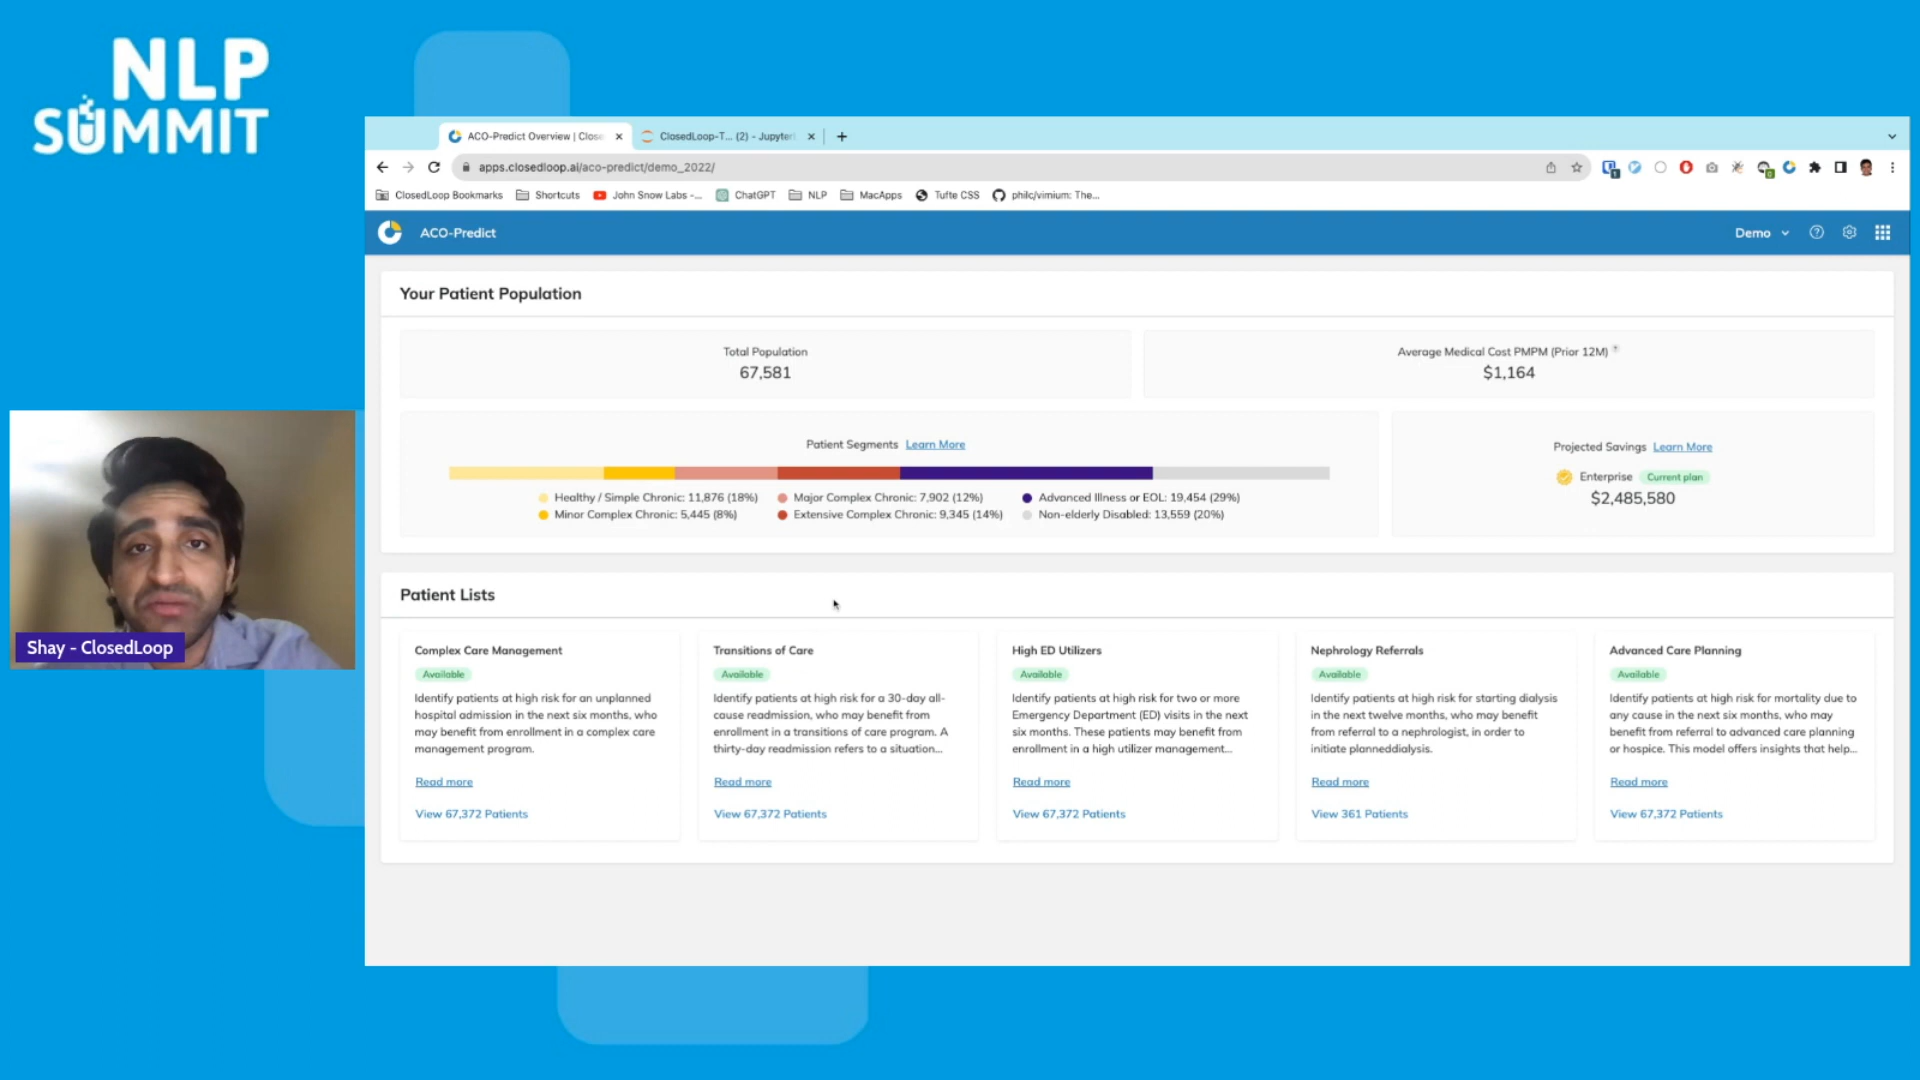 NLP
SUMMIT
ACO-Predict Overview | Close
ClosedLoop-T... (2) - Jupyter
apps.closedloop.ai/aco-predict/demo_2022/
ClosedLoop Bookmarks
Shortcuts
John Snow Labs -...
ChatGPT
NLP
MacApps
Tufte CSS
philc/vimium: The...
ACO-Predict
Demo
Your Patient Population
Total Population
67,581
Average Medical Cost PMPM (Prior 12M)
$1,164
Patient Segments Learn More
Healthy / Simple Chronic: 11,876 (18%)
Major Complex Chronic: 7,902 (12%)
Advanced Illness or EOL: 19,454 (29%)
Minor Complex Chronic: 5,445 (8%)
Extensive Complex Chronic: 9,345 (14%)
Non-elderly Disabled: 13,559 (20%)
Projected Savings Learn More
Enterprise Current plan
$2,485,580
Shay - ClosedLoop
Patient Lists
Complex Care Management
Available
Identify patients at high risk for an unplanned
hospital admission in the next six months, who
may benefit from enrollment in a complex care
management program.
Read more
View 67,372 Patients
Transitions of Care
Available
Identify patients at high risk for a 30-day all-
cause readmission, who may benefit from
enrollment in a transitions of care program. A
thirty-day readmission refers to a situation...
Read more
View 67,372 Patients
High ED Utilizers
Available
Identify patients at high risk for two or more
Emergency Department (ED) visits in the next
six months. These patients may benefit from
enrollment in a high utilizer management...
Read more
View 67,372 Patients
Nephrology Referrals
Available
Identify patients at high risk for starting dialysis
in the next twelve months, who may benefit
from referral to a nephrologist, in order to
initiate planneddialysis.
Read more
View 361 Patients
Advanced Care Planning
Available
Identify patients at high risk for mortality due to
any cause in the next six months, who may
benefit from referral to advanced care planning
or hospice. This model offers insights that help...
Read more
View 67,372 Patients